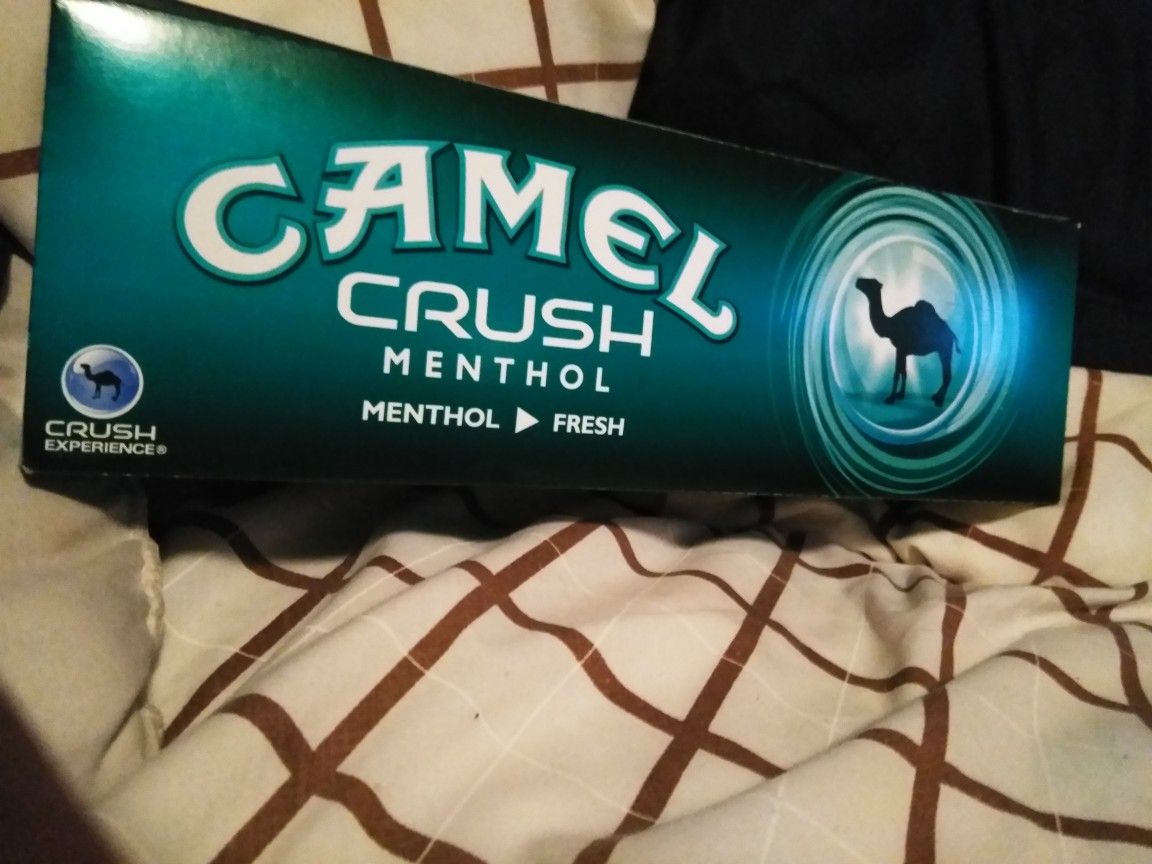 CAMEL
CRUSH
MENTHOL
MENTHOL ▶ FRESH
CRUSH
EXPERIENCE®